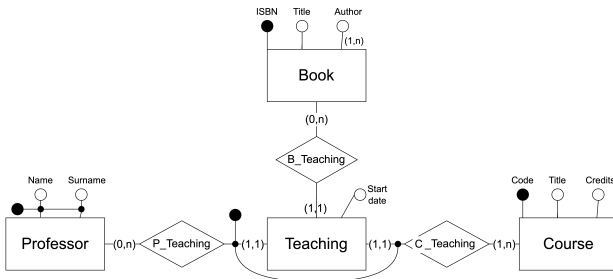 ISBN Title Author
(1,n)
Book
(0,n)
B_Teaching
(1,1)
Start
date
Name Surname
Professor
(0,n)
P_Teaching
(1,1)
Teaching
(1,1)
C_Teaching
(1,n)
Code Title Credits
Course